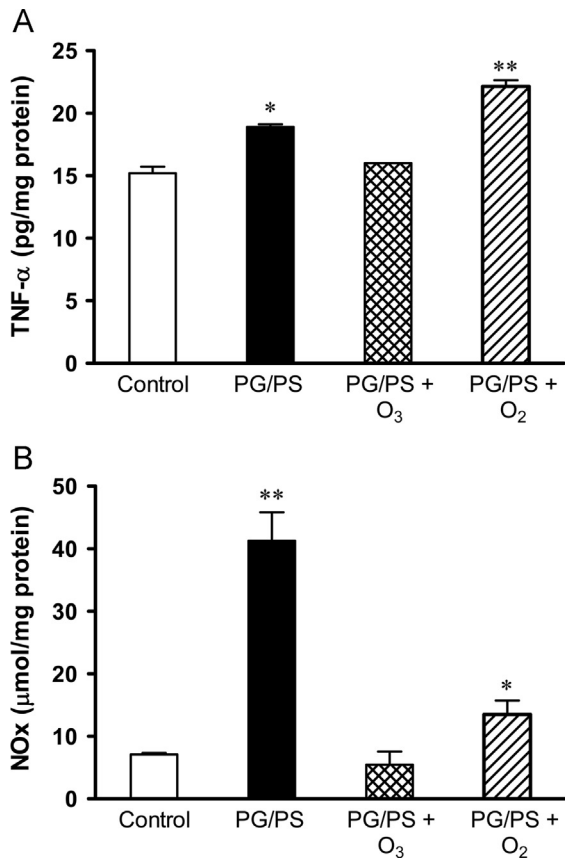 A
TNF-α (pg/mg protein)
25
20
15
10
5
0
*
**
Control PG/PS PG/PS + O₃ PG/PS + O₂
B
NOx (μmol/mg protein)
50
40
30
20
10
0
**
*
Control PG/PS PG/PS + O₃ PG/PS + O₂